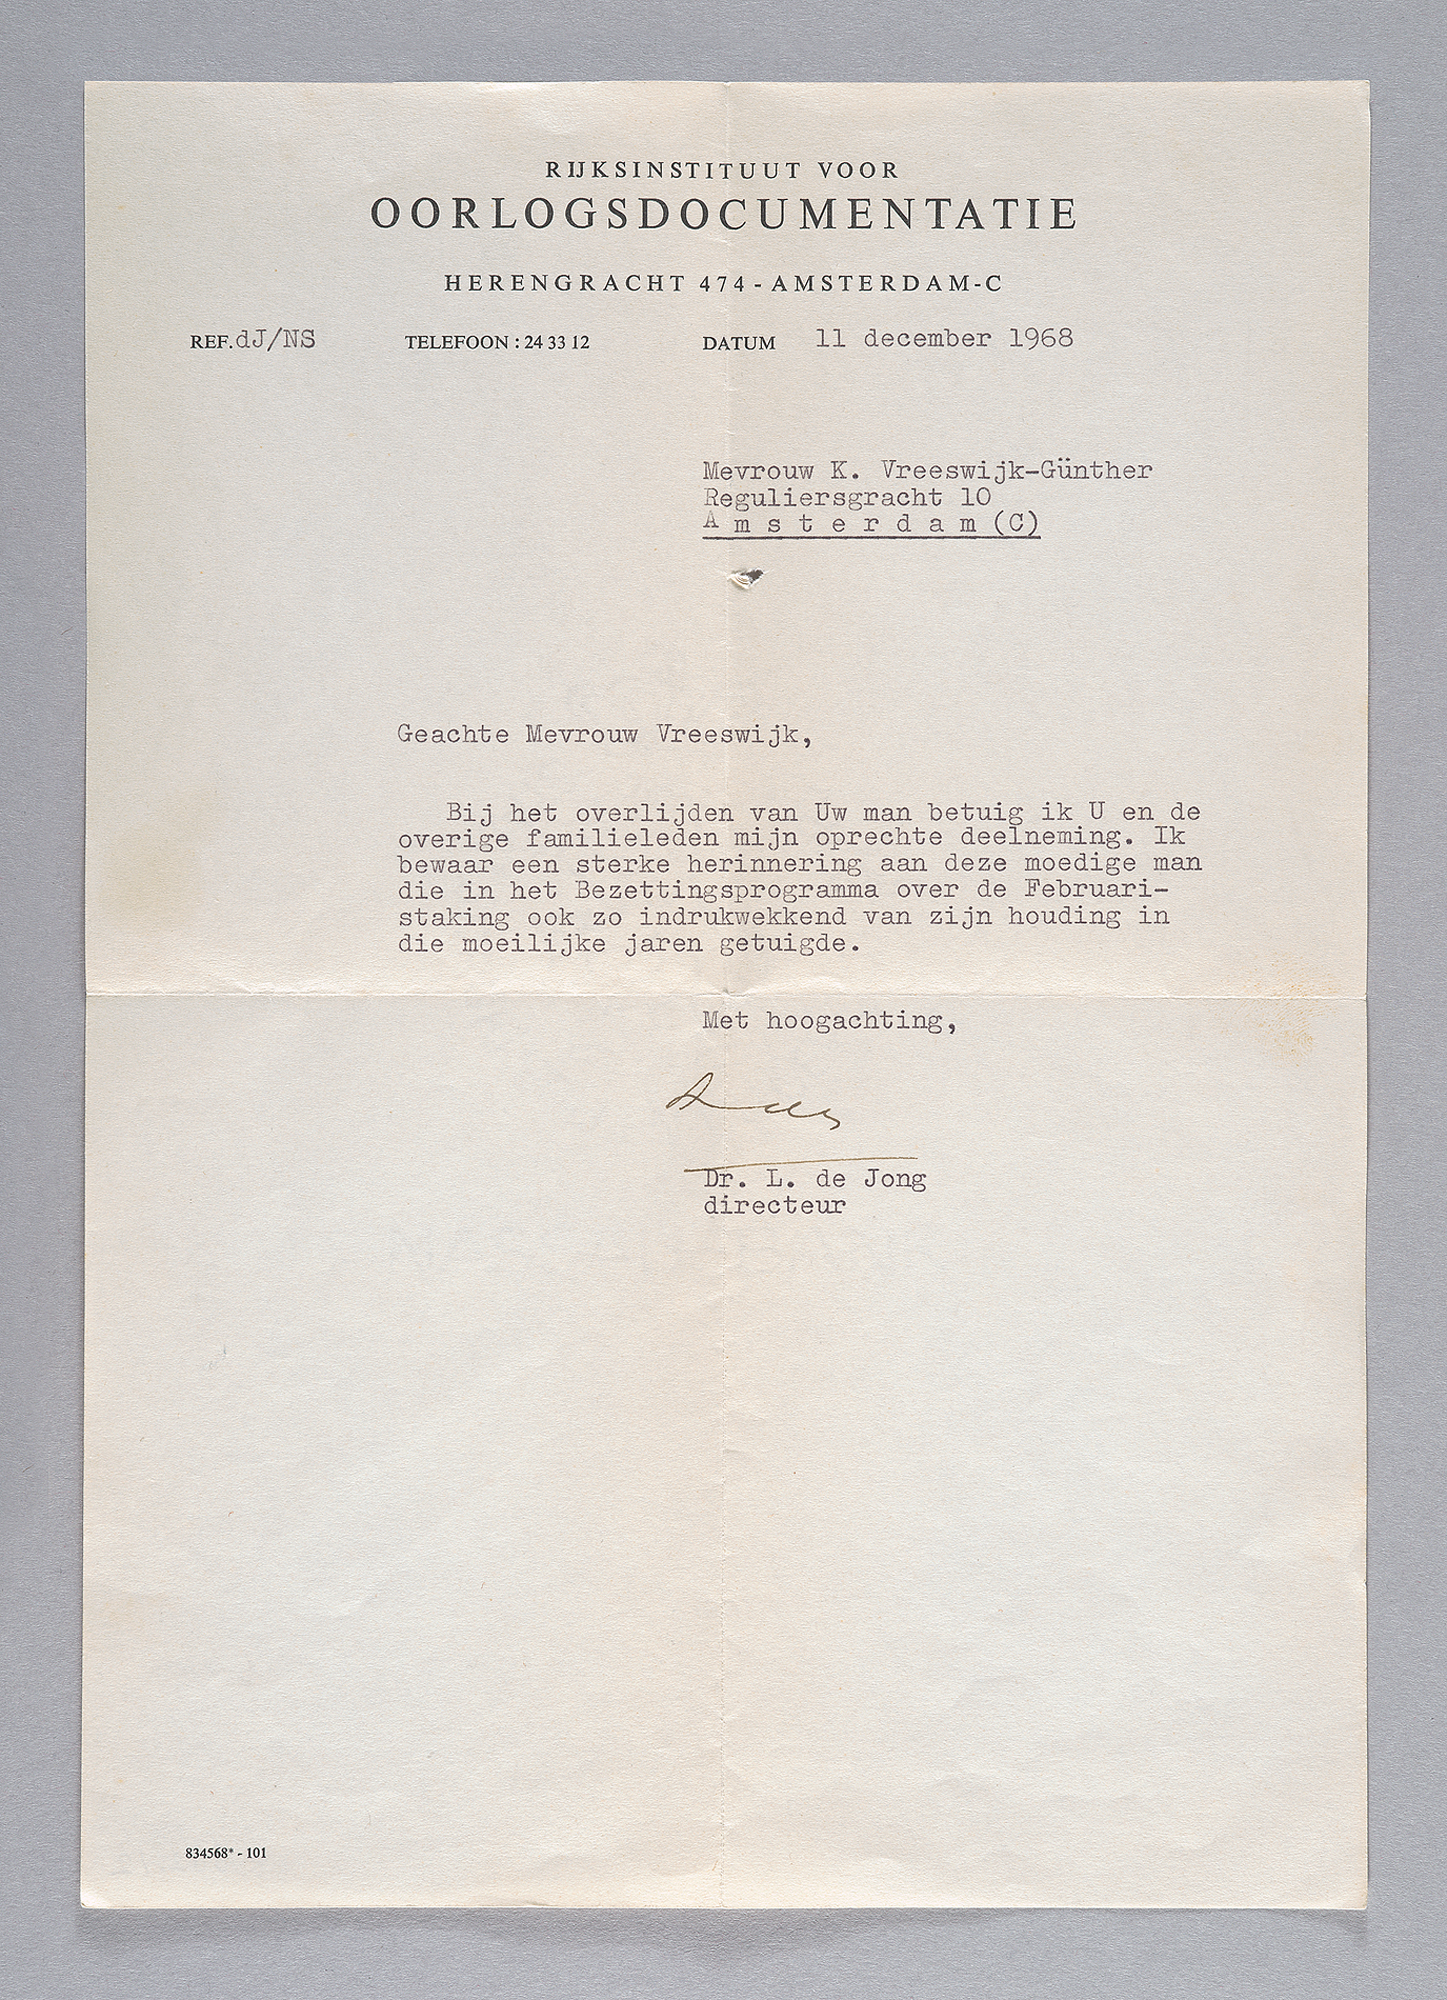 RIJKSINSTITUUT VOOR
OORLOGSDOCUMENTATIE
HERENGRACHT 474 - AMSTERDAM-C
REF. dJ/NS TELEFOON : 24 33 12 DATUM 11 december 1968
Mevrouw K. Vreeswijk-Günther
Reguliersgracht 10
A m s t e r d a m (C)
Geachte Mevrouw Vreeswijk,
Bij het overlijden van Uw man betuig ik U en de
overige familieleden mijn oprechte deelneming. Ik
bewaar een sterke herinnering aan deze moedige man
die in het Bezettingsprogramma over de Februari-
staking ook zo indrukwekkend van zijn houding in
die moeilijke jaren getuigde.
Met hoogachting,
Dr. L. de Jong
directeur
834568* - 101